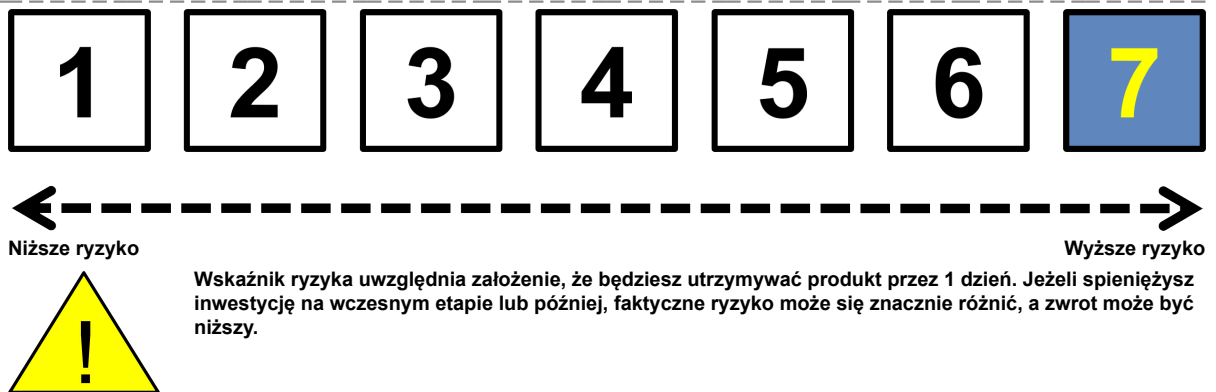 1 2 3 4 5 6 7
Niższe ryzyko Wyższe ryzyko
!
Wskaźnik ryzyka uwzględnia założenie, że będziesz utrzymywać produkt przez 1 dzień. Jeżeli spieniężysz
inwestycję na wczesnym etapie lub później, faktyczne ryzyko może się znacznie różnić, a zwrot może być
niższy.